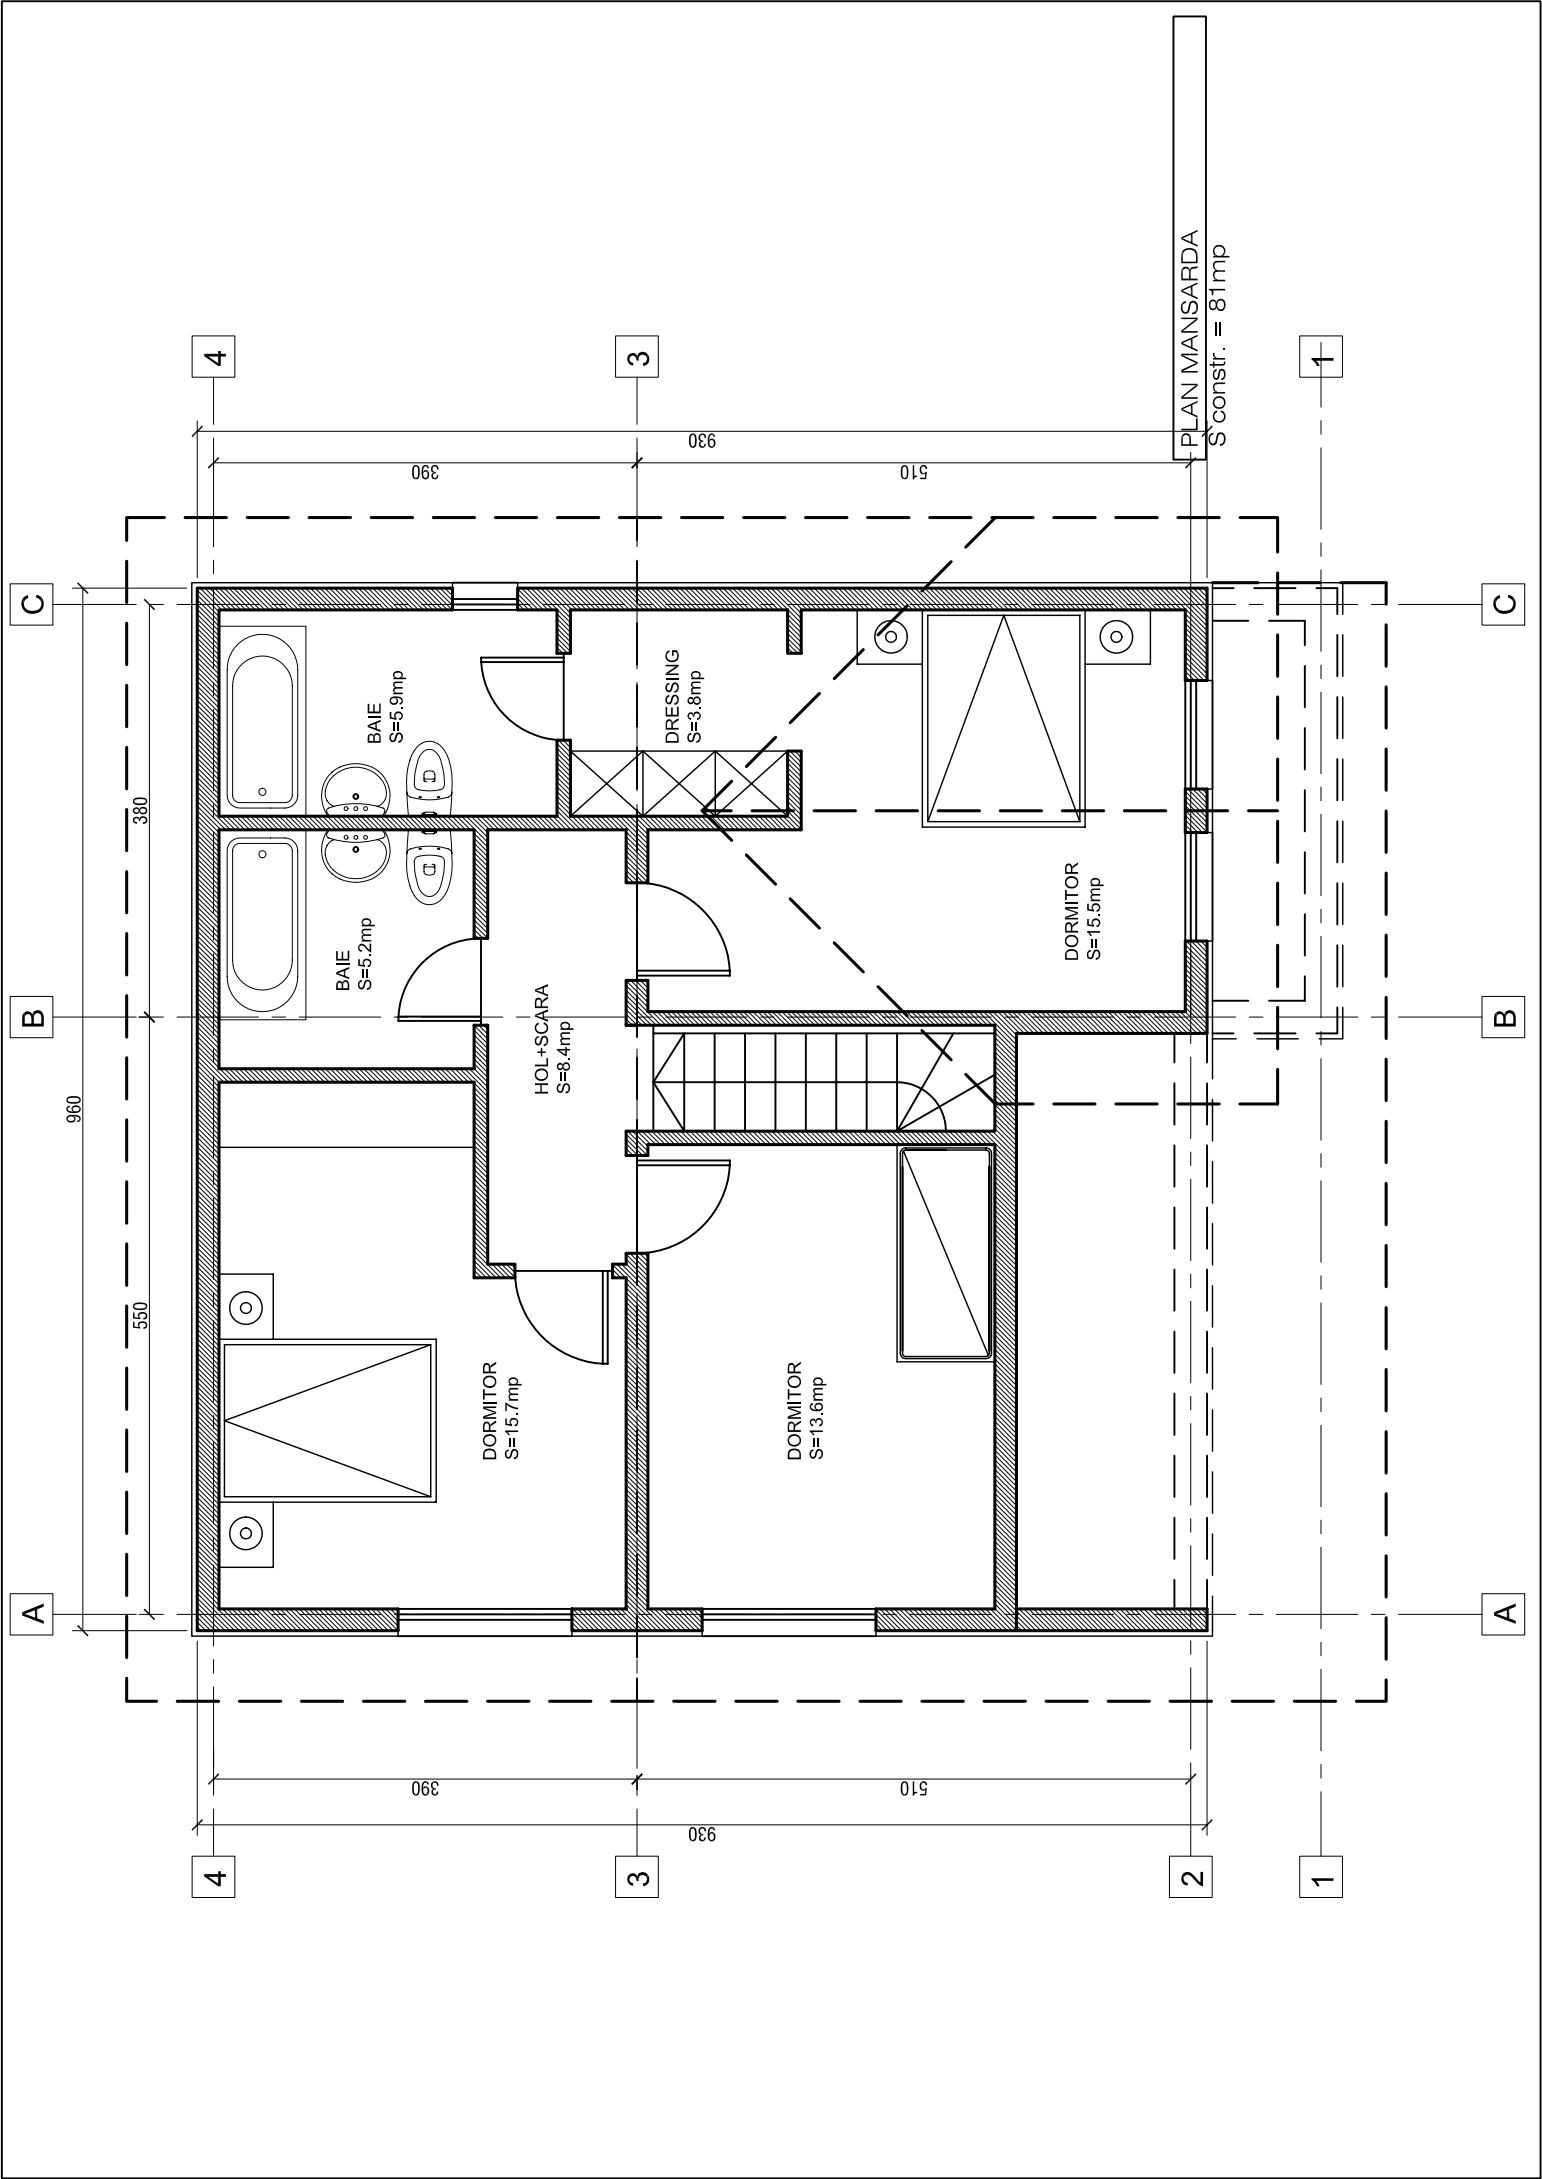 A
B
C
960
550
380
4
930
390
BAIE
S=5.2mp
BAIE
S=5.9mp
390
930
4
DORMITOR
S=15.7mp
HOL+SCARA
S=8.4mp
3
3
DRESSING
S=3.8mp
DORMITOR
S=13.6mp
510
510
DORMITOR
S=15.5mp
2
PLAN MANSARDA
S constr. = 81mp
1
1
A
B
C